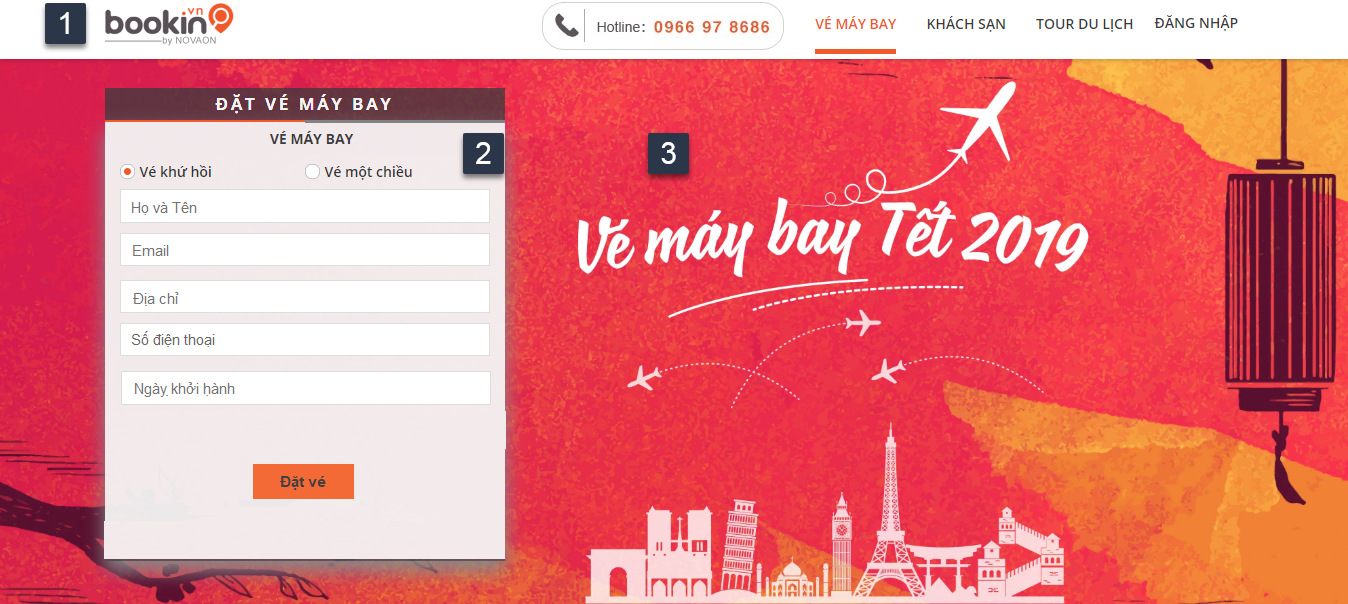 1
bookin.vn
by NOVAON
Hotline: 0966 97 8686
VÉ MÁY BAY
KHÁCH SẠN
TOUR DU LỊCH
ĐĂNG NHẬP
ĐẶT VÉ MÁY BAY
VÉ MÁY BAY
2
Vé khứ hồi
Vé một chiều
Họ và Tên
Email
Địa chỉ
Số điện thoại
Ngày khởi hành
Đặt vé
3
Vé máy bay Tết 2019